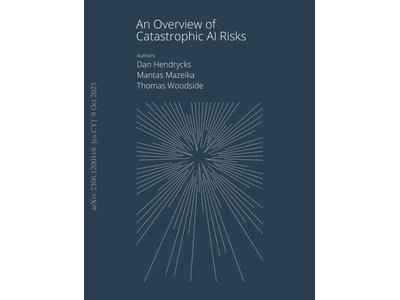 An Overview of
Catastrophic AI Risks
Authors
Dan Hendrycks
Mantas Mazeika
Thomas Woodside
arXiv:2306.12001v6 [cs.CY] 9 Oct 2023